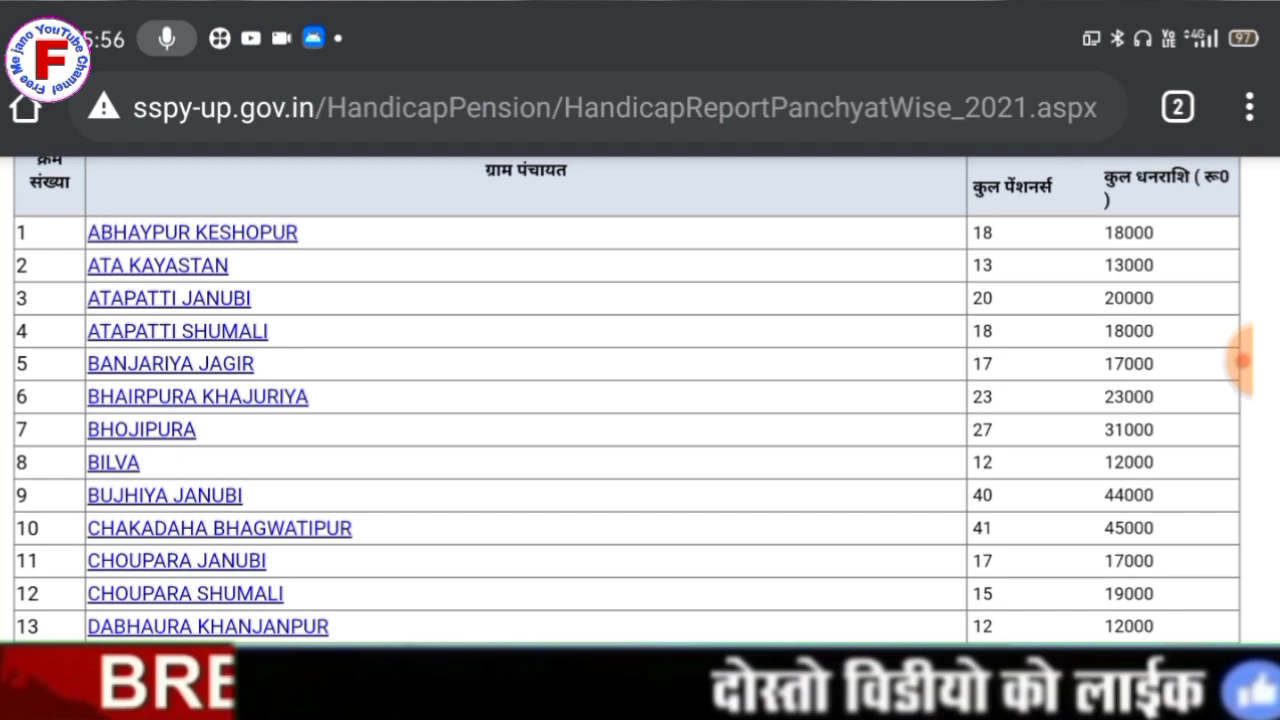 Free Me jano YouTube Channel
F
5:56
VoLTE 4G 97
sspy-up.gov.in/HandicapPension/HandicapReportPanchyatWise_2021.aspx
2
क्रम संख्या ग्राम पंचायत कुल पेंशनर्स कुल धनराशि ( रू0 )
1 ABHAYPUR KESHOPUR 18 18000
2 ATA KAYASTAN 13 13000
3 ATAPATTI JANUBI 20 20000
4 ATAPATTI SHUMALI 18 18000
5 BANJARIYA JAGIR 17 17000
6 BHAIRPURA KHAJURIYA 23 23000
7 BHOJIPURA 27 31000
8 BILVA 12 12000
9 BUJHIYA JANUBI 40 44000
10 CHAKADAHA BHAGWATIPUR 41 45000
11 CHOUPARA JANUBI 17 17000
12 CHOUPARA SHUMALI 15 19000
13 DABHAURA KHANJANPUR 12 12000
BRE दोस्तो विडीयो को लाईक